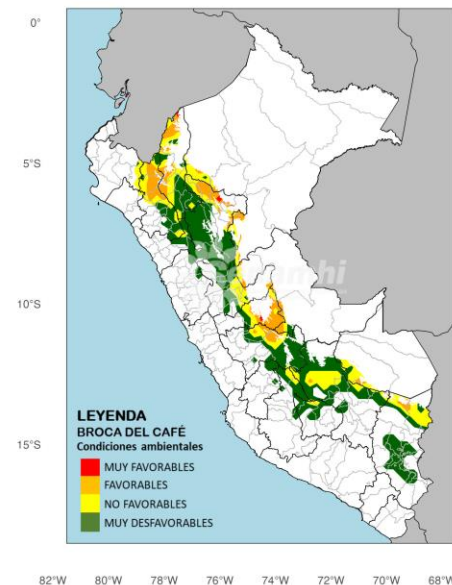 0°
5°S
10°S
15°S
LEYENDA
BROCA DEL CAFÉ
Condiciones ambientales
MUY FAVORABLES
FAVORABLES
NO FAVORABLES
MUY DESFAVORABLES
82°W 80°W 78°W 76°W 74°W 72°W 70°W 68°W